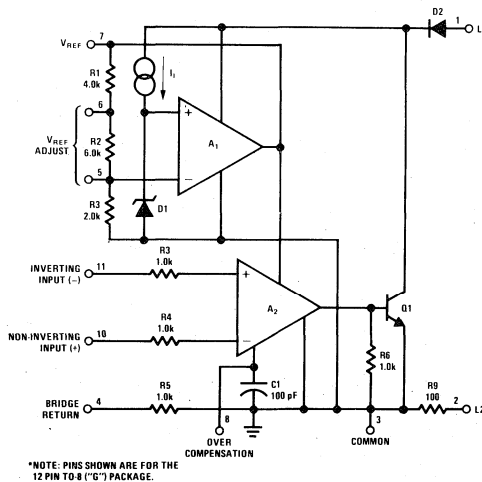 D2
1
L
7
VREF
R1
4.0k
I1
6
VREF
ADJUST
R2
6.0k
+
A1
5
−
R3
2.0k
D1
INVERTING
INPUT (−)
11
R3
1.0k
+
A2
Q1
NON-INVERTING
INPUT (+)
10
R4
1.0k
−
R6
1.0k
BRIDGE
RETURN
4
R5
1.0k
C1
100 pF
R9
100
2
L2
8
OVER
COMPENSATION
3
COMMON
*NOTE: PINS SHOWN ARE FOR THE
12 PIN TO-8 ("G") PACKAGE.